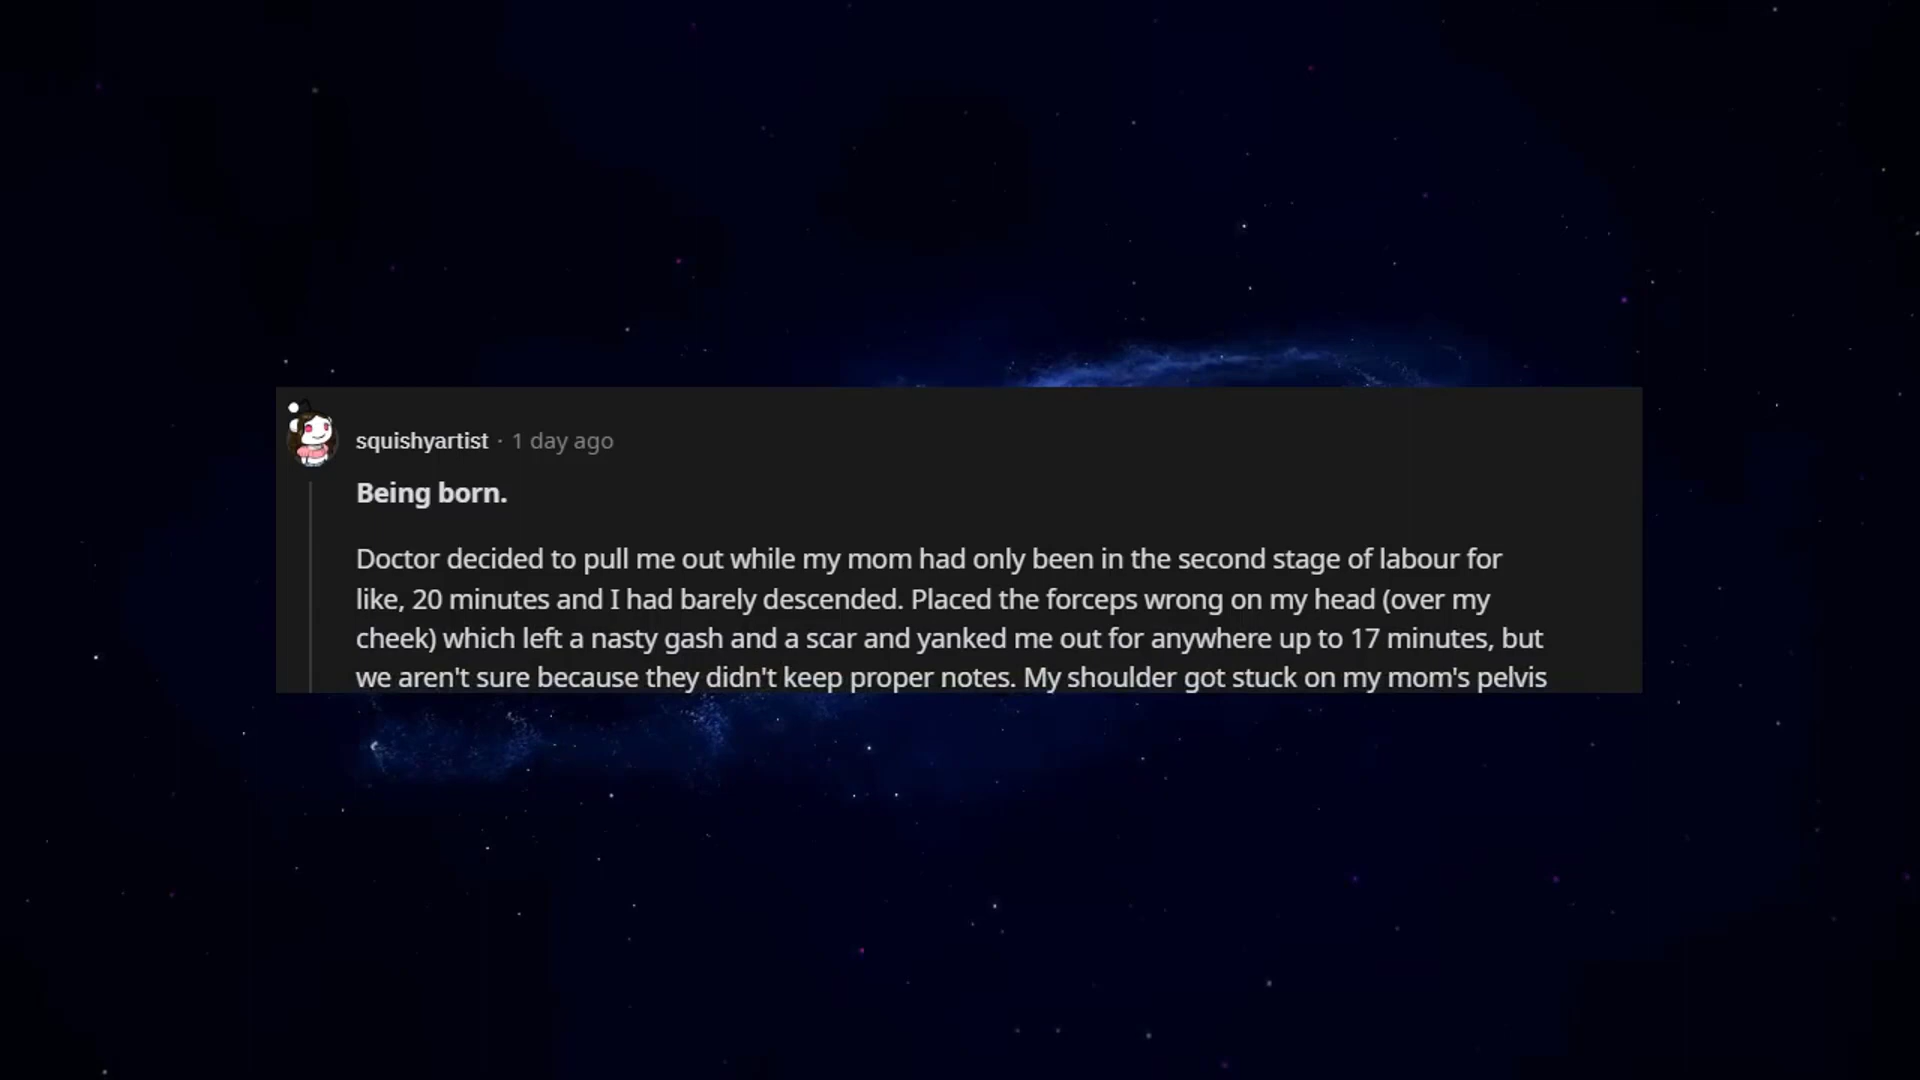 squishyartist · 1 day ago
Being born.
Doctor decided to pull me out while my mom had only been in the second stage of labour for
like, 20 minutes and I had barely descended. Placed the forceps wrong on my head (over my
cheek) which left a nasty gash and a scar and yanked me out for anywhere up to 17 minutes, but
we aren't sure because they didn't keep proper notes. My shoulder got stuck on my mom's pelvis